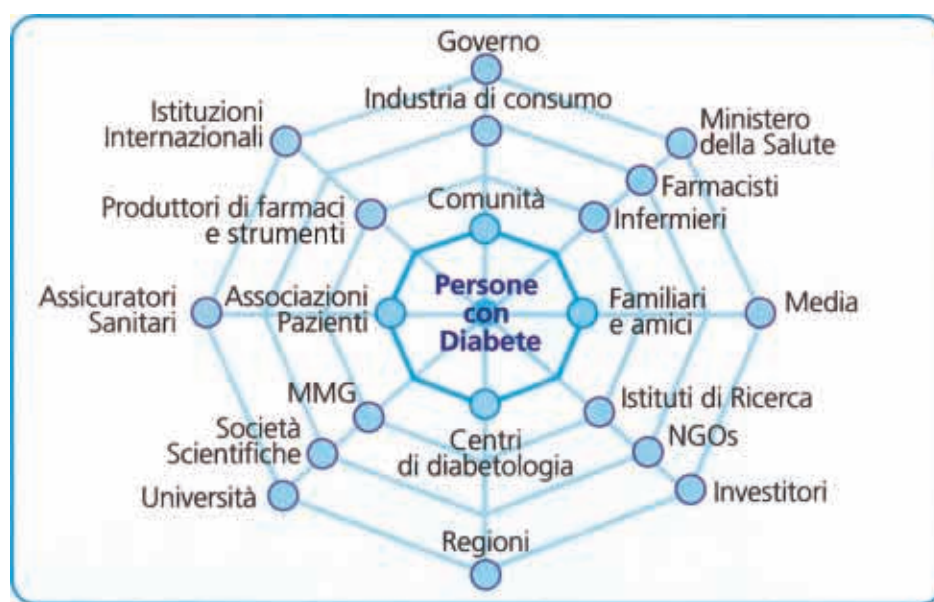 Governo
Industria di consumo
Istituzioni
Internazionali
Ministero
della Salute
Farmacisti
Produttori di farmaci
e strumenti
Comunità
Infermieri
Assicuratori
Sanitari
Associazioni
Pazienti
Persone
con
Diabete
Familiari
e amici
Media
MMG
Istituti di Ricerca
Società
Scientifiche
Centri
di diabetologia
NGOs
Università
Investitori
Regioni